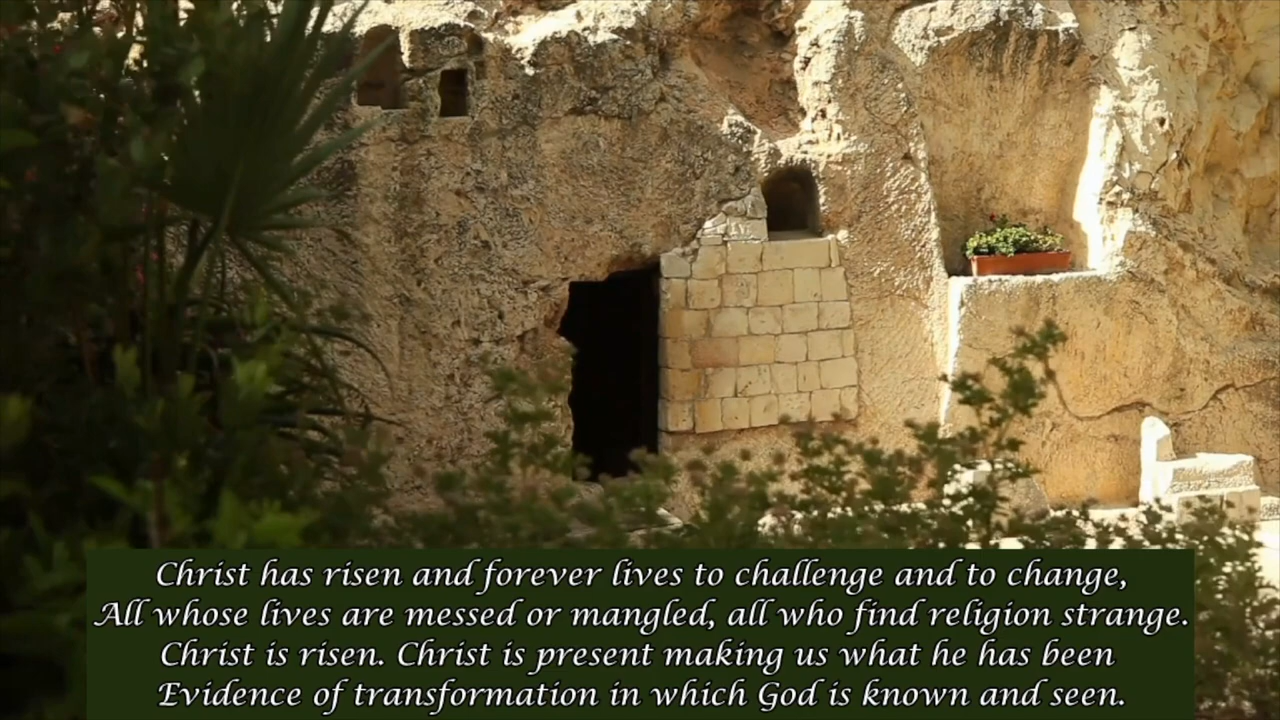 Christ has risen and forever lives to challenge and to change,
All whose lives are messed or mangled, all who find religion strange.
Christ is risen. Christ is present making us what he has been
Evidence of transformation in which God is known and seen.